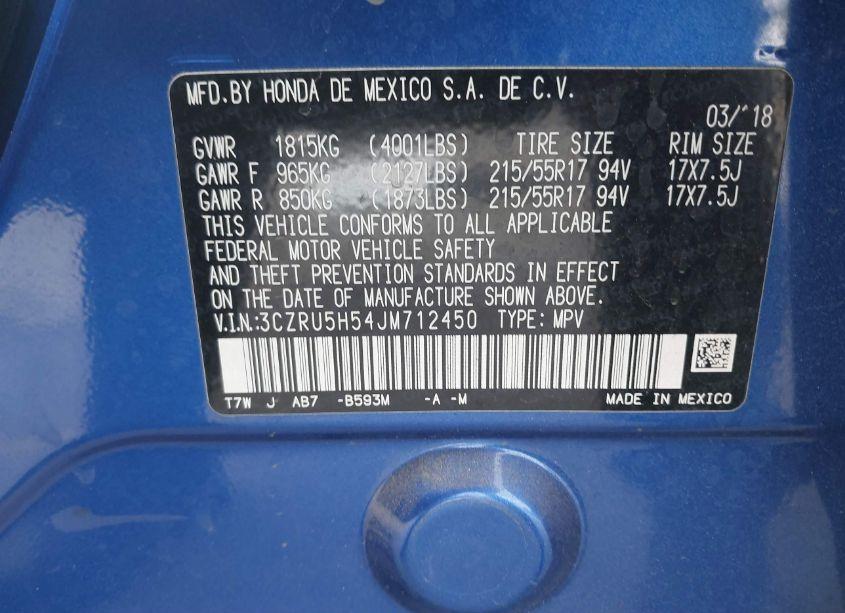 MFD.BY HONDA DE MEXICO S.A. DE C.V.
03/'18
GVWR 1815KG (4001LBS) TIRE SIZE RIM SIZE
GAWR F 965KG (2127LBS) 215/55R17 94V 17X7.5J
GAWR R 850KG (1873LBS) 215/55R17 94V 17X7.5J
THIS VEHICLE CONFORMS TO ALL APPLICABLE
FEDERAL MOTOR VEHICLE SAFETY
AND THEFT PREVENTION STANDARDS IN EFFECT
ON THE DATE OF MANUFACTURE SHOWN ABOVE.
V.I.N.:3CZRU5H54JM712450 TYPE: MPV
T7W J AB7 -B593M -A -M MADE IN MEXICO